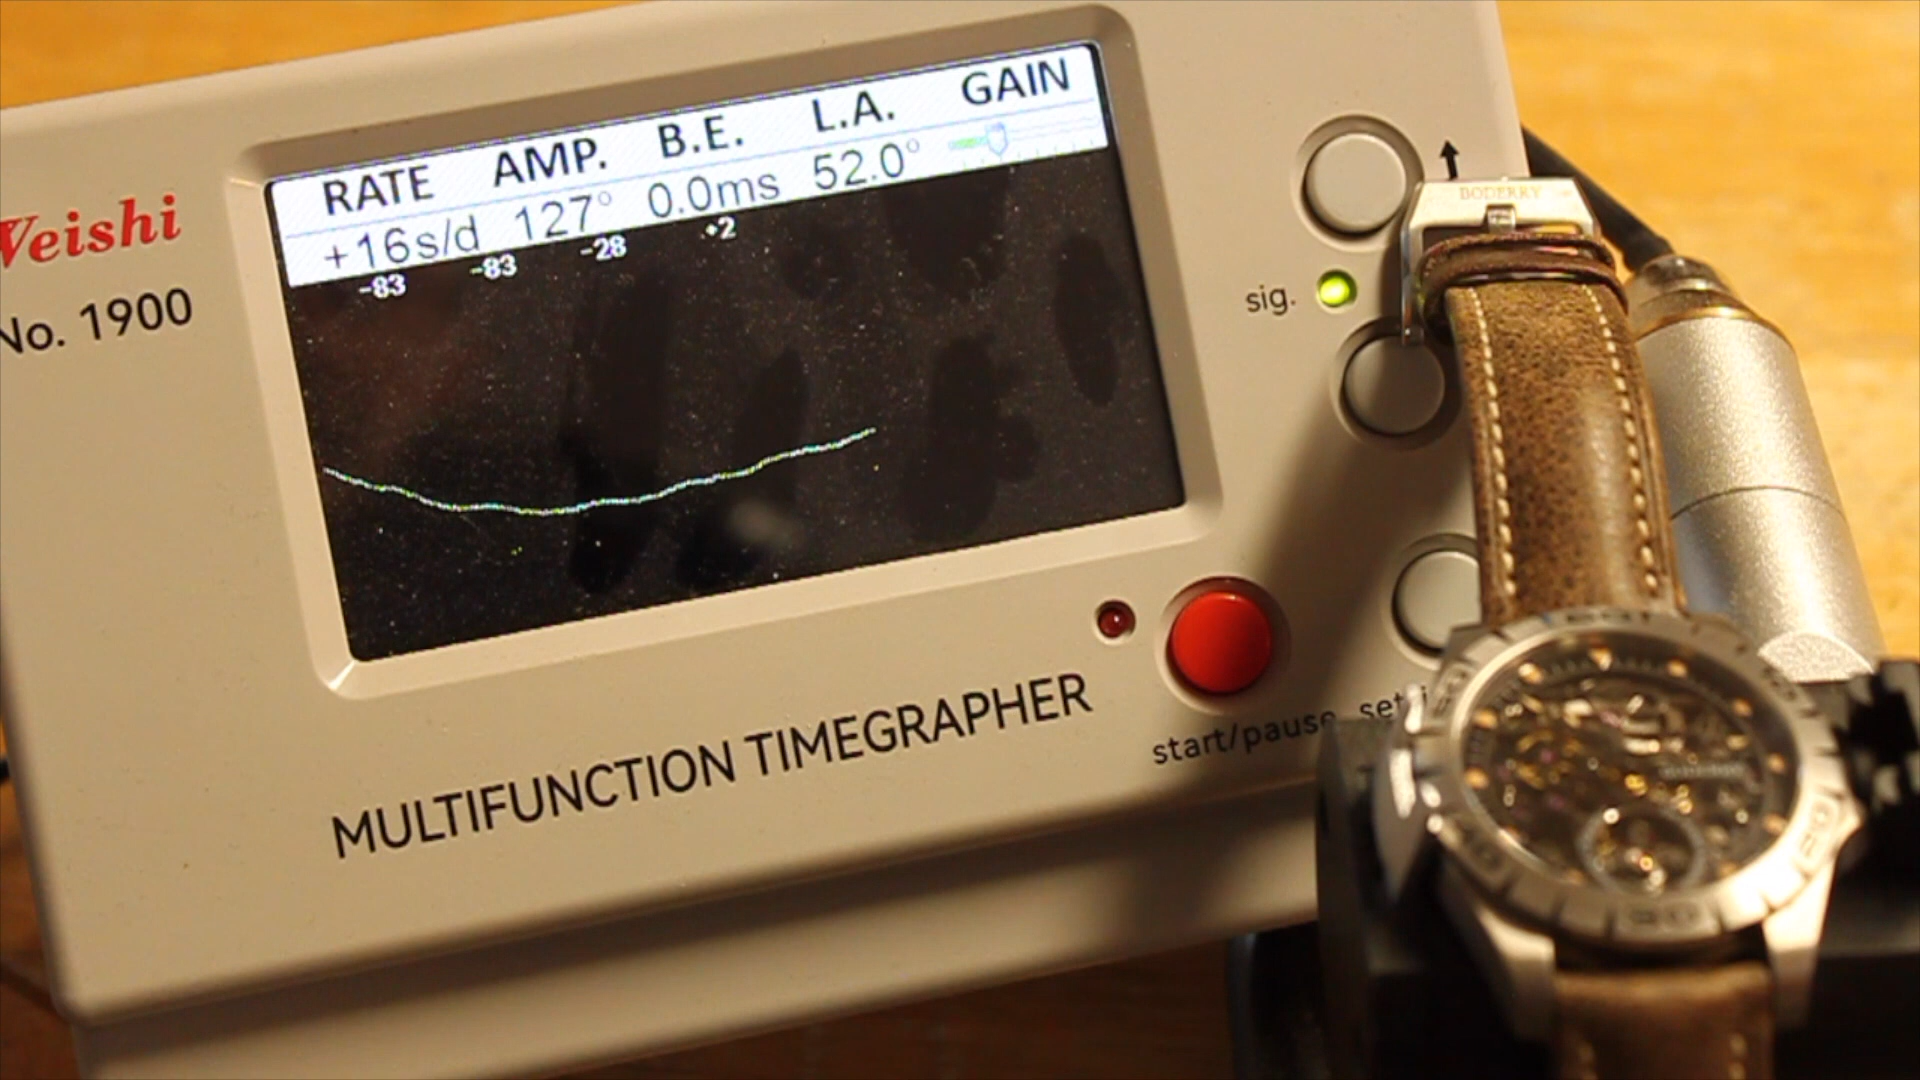 Weishi
No. 1900
RATE AMP. B.E. L.A. GAIN
+16s/d 127° 0.0ms 52.0°
-83 -83 -28 +2
sig.
BODERRY
start/pause
MULTIFUNCTION TIMEGRAPHER
20